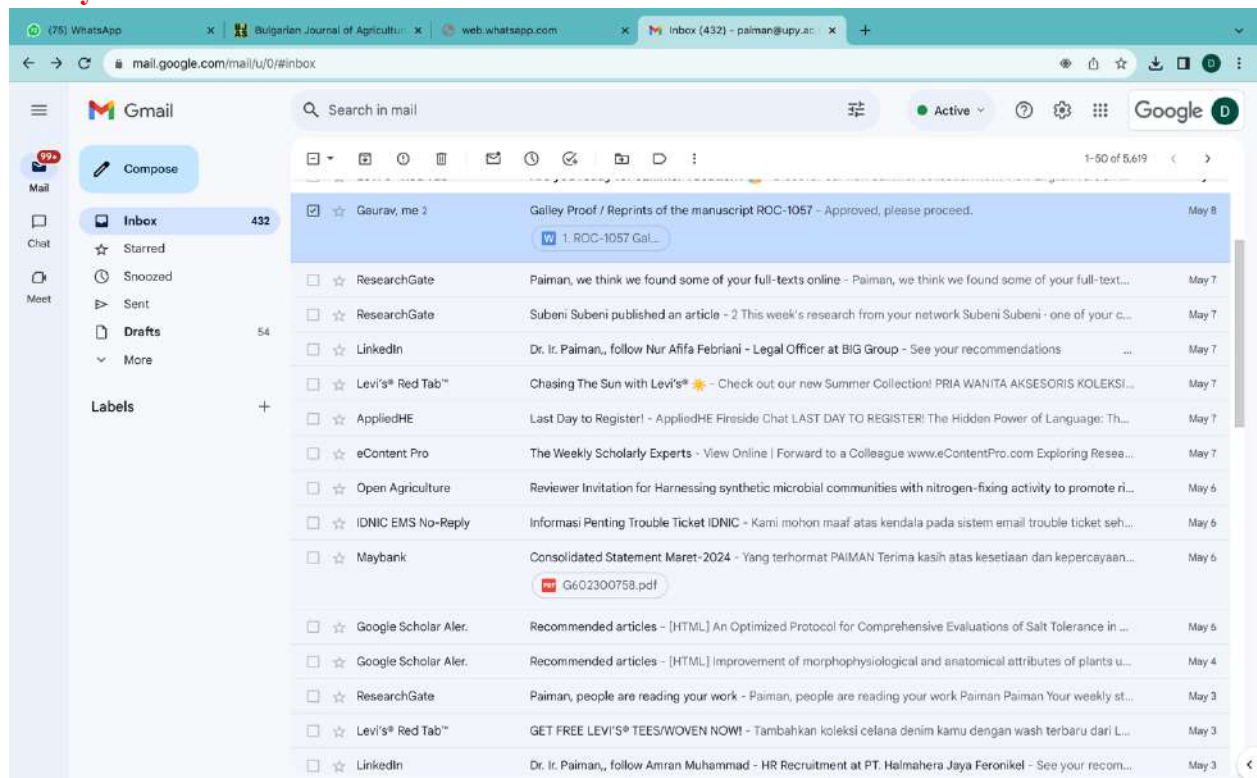 (75) WhatsApp
Bulgarian Journal of Agricultur
web.whatsapp.com
Inbox (432) - paiman@upy.ac.
mail.google.com/mail/u/0/#inbox
Gmail
Search in mail
Active
Google
D
99+
Mail
Compose
1-50 of 5,619
Inbox 432
Gaurav, me 2 Galley Proof / Reprints of the manuscript ROC-1057 - Approved, please proceed. May 8
1. ROC-1057 Gal...
Chat
Starred
Snoozed
ResearchGate Paiman, we think we found some of your full-texts online - Paiman, we think we found some of your full-text... May 7
Meet
Sent
ResearchGate Subeni Subeni published an article - 2 This week's research from your network Subeni Subeni · one of your c... May 7
Drafts 54
LinkedIn Dr. Ir. Paiman,, follow Nur Afifa Febriani - Legal Officer at BIG Group - See your recommendations ... May 7
More
Levi's® Red Tab™ Chasing The Sun with Levi's® ☀️ - Check out our new Summer Collection! PRIA WANITA AKSESORIS KOLEKSI... May 7
Labels +
AppliedHE Last Day to Register! - AppliedHE Fireside Chat LAST DAY TO REGISTER! The Hidden Power of Language: Th... May 7
eContent Pro The Weekly Scholarly Experts - View Online | Forward to a Colleague www.eContentPro.com Exploring Resea... May 7
Open Agriculture Reviewer Invitation for Harnessing synthetic microbial communities with nitrogen-fixing activity to promote ri... May 6
IDNIC EMS No-Reply Informasi Penting Trouble Ticket IDNIC - Kami mohon maaf atas kendala pada sistem email trouble ticket seh... May 6
Maybank Consolidated Statement Maret-2024 - Yang terhormat PAIMAN Terima kasih atas kesetiaan dan kepercayaan... May 6
G602300758.pdf
Google Scholar Aler. Recommended articles - [HTML] An Optimized Protocol for Comprehensive Evaluations of Salt Tolerance in ... May 6
Google Scholar Aler. Recommended articles - [HTML] Improvement of morphophysiological and anatomical attributes of plants u... May 4
ResearchGate Paiman, people are reading your work - Paiman, people are reading your work Paiman Paiman Your weekly st... May 3
Levi's® Red Tab™ GET FREE LEVI'S® TEES/WOVEN NOW! - Tambahkan koleksi celana denim kamu dengan wash terbaru dari L... May 3
LinkedIn Dr. Ir. Paiman,, follow Amran Muhammad - HR Recruitment at PT. Halmahera Jaya Feronikel - See your recom... May 3